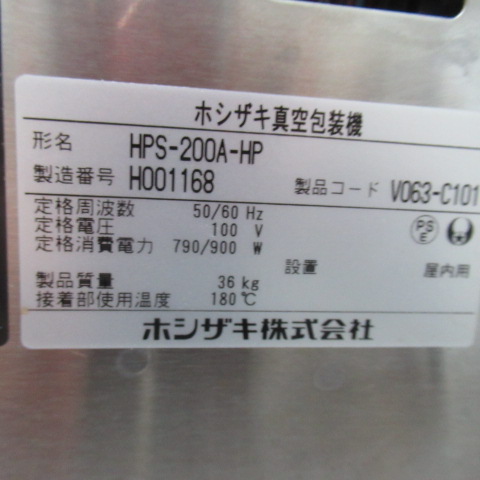 ホシザキ真空包装機
形名 HPS-200A-HP
製造番号 H001168 製品コード V063-C101
定格周波数 50/60 Hz
定格電圧 100 V
定格消費電力 790/900 W
PS E
設置 屋内用
製品質量 36 kg
接着部使用温度 180℃
ホシザキ株式会社